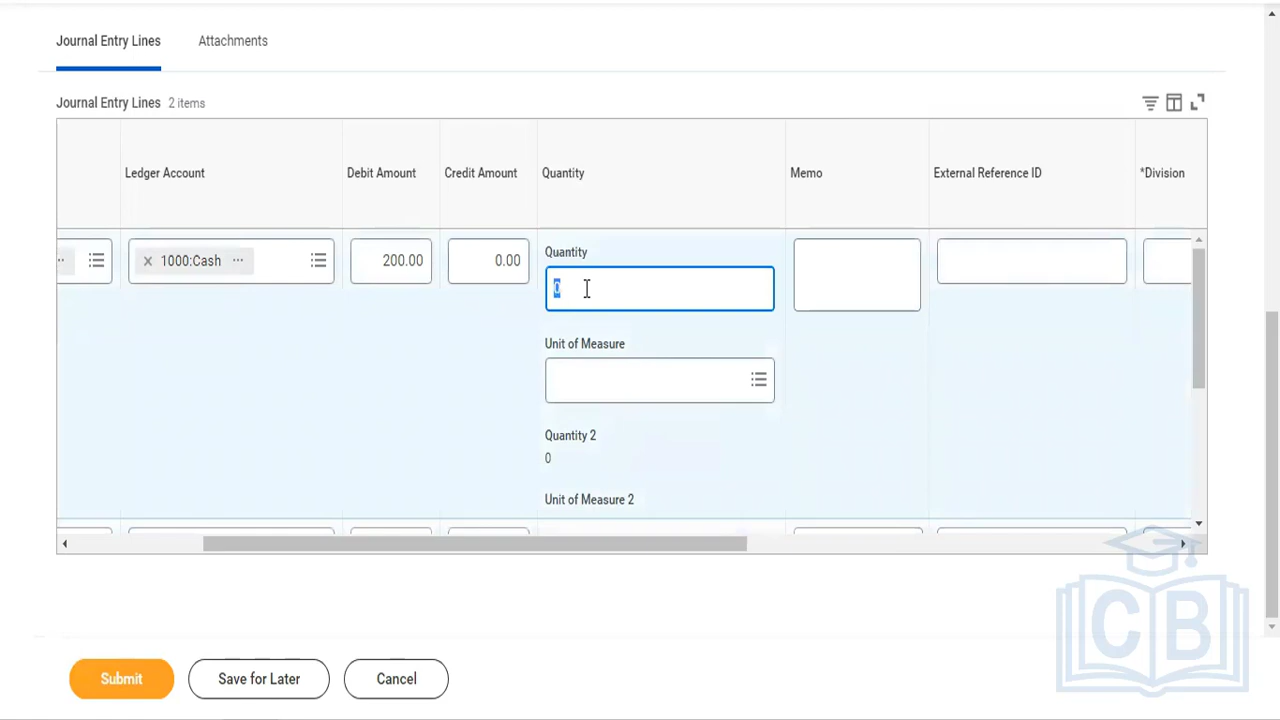 Journal Entry Lines Attachments
Journal Entry Lines 2 items
Ledger Account Debit Amount Credit Amount Quantity Memo External Reference ID *Division
Quantity
1000:Cash 200.00 0.00
0
Unit of Measure
Quantity 2
0
Unit of Measure 2
Submit Save for Later Cancel
CB